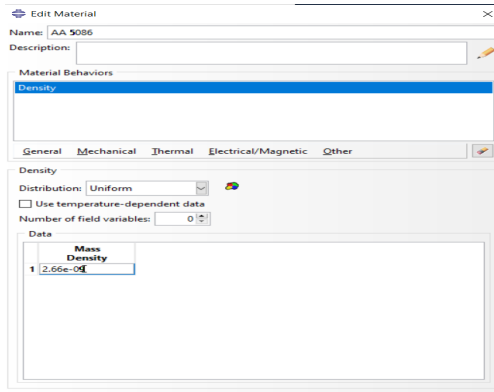 Edit Material
Name: AA 5086
Description:
Material Behaviors
Density
General Mechanical Thermal Electrical/Magnetic Other
Density
Distribution: Uniform
Use temperature-dependent data
Number of field variables: 0
Data
Mass
Density
1 2.66e-09